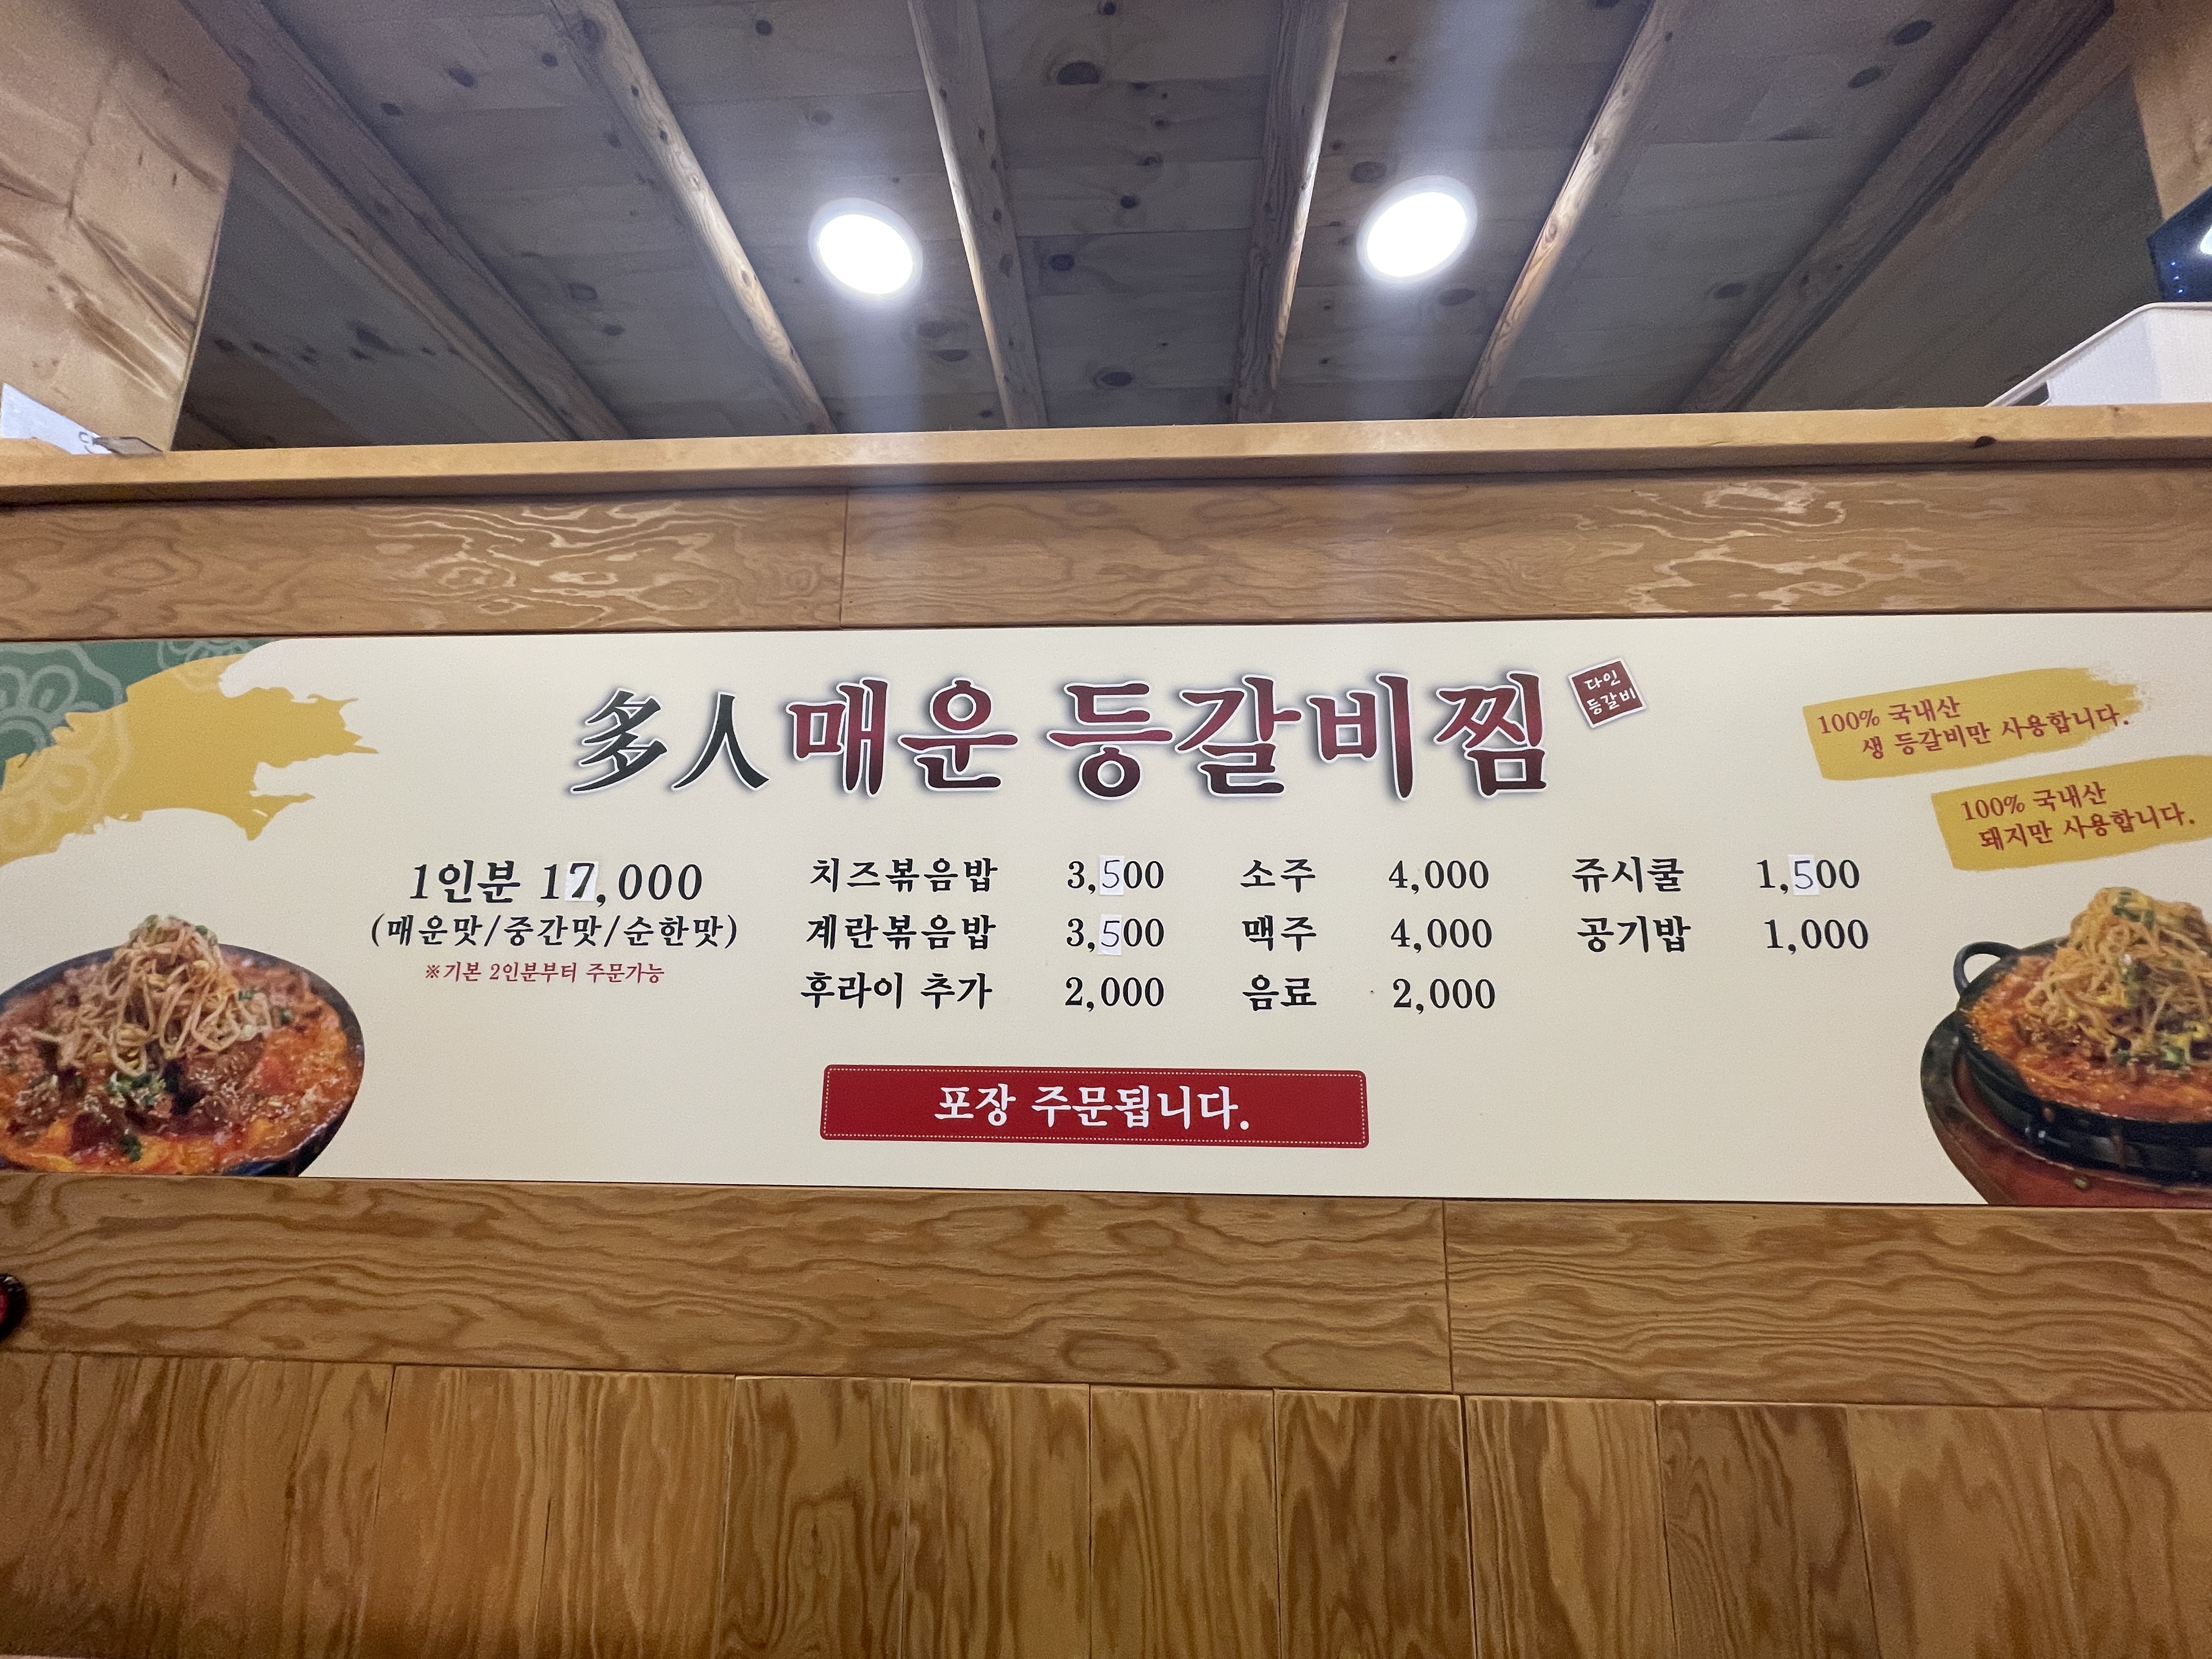 多人매운 등갈비찜
다인
등갈비
100% 국내산
생 등갈비만 사용합니다.
100% 국내산
돼지만 사용합니다.
1인분 17,000
(매운맛/중간맛/순한맛)
※기본 2인분부터 주문가능
치즈볶음밥 3,500
계란볶음밥 3,500
후라이 추가 2,000
소주 4,000
맥주 4,000
음료 2,000
쥬시쿨 1,500
공기밥 1,000
포장 주문됩니다.